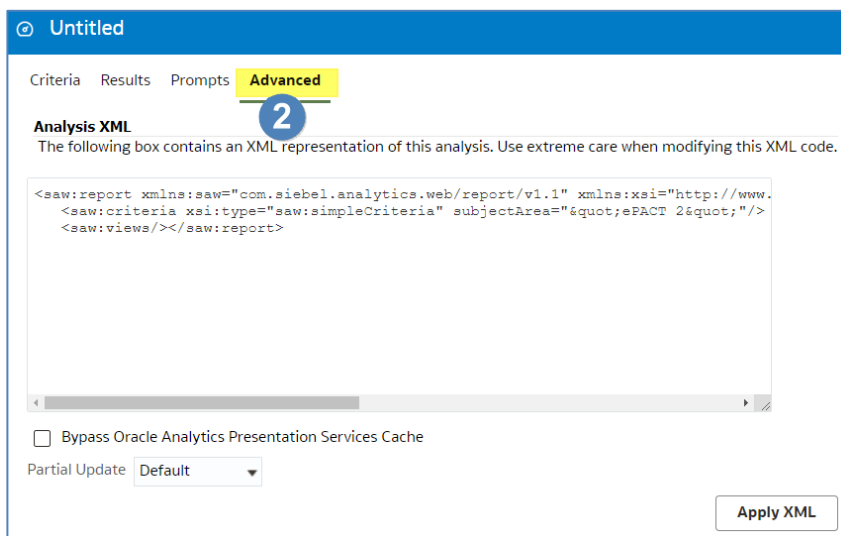 Untitled
Criteria Results Prompts Advanced
2
Analysis XML
The following box contains an XML representation of this analysis. Use extreme care when modifying this XML code.
<saw:report xmlns:saw="com.siebel.analytics.web/report/v1.1" xmlns:xsi="http://www.
<saw:criteria xsi:type="saw:simpleCriteria" subjectArea="&quot;ePACT 2&quot;"/>
<saw:views/></saw:report>
Bypass Oracle Analytics Presentation Services Cache
Partial Update Default
Apply XML